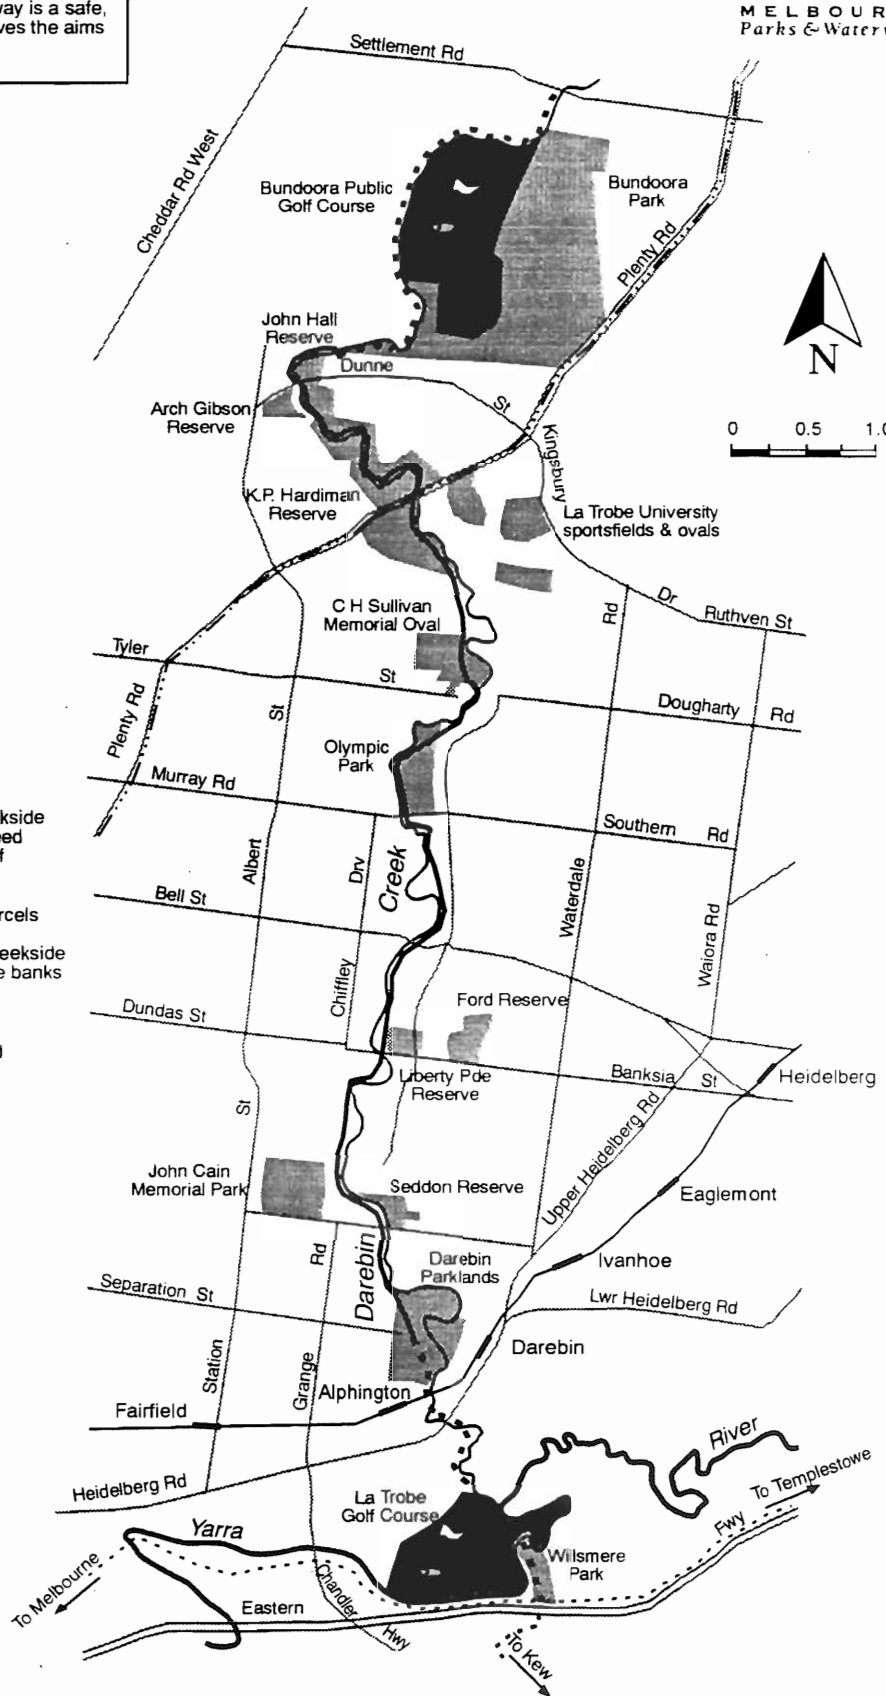 way is a safe,
ves the aims
MELBOUR
Parks & Waterw
Settlement Rd
Cheddar Rd West
Bundoora Public
Golf Course
Bundoora
Park
Plenty Rd
N
John Hall
Reserve
Dunne
St
Arch Gibson
Reserve
0 0.5 1.0
Kingsbury
K.P. Hardiman
Reserve
La Trobe University
sportsfields & ovals
C H Sullivan
Memorial Oval
Rd
Dr
Ruthven St
Tyler
St
Plenty Rd
St
Dougharty Rd
Olympic
Park
Murray Rd
Southern Rd
kside
eed
f
Albert
Drv
Creek
Bell St
Waterdale
Waiora Rd
rcels
eekside
e banks
Chiffley
Ford Reserve
Dundas St
Liberty Pde
Reserve
Banksia St
Heidelberg
St
Upper Heidelberg Rd
John Cain
Memorial Park
Seddon Reserve
Eaglemont
Rd
Darebin
Darebin
Parklands
Ivanhoe
Separation St
Lwr Heidelberg Rd
Station
Grange
Darebin
Alphington
Fairfield
River
Heidelberg Rd
La Trobe
Golf Course
To Templestowe
Fwy
Yarra
Willsmere
Park
To Melbourne
Chandler
Eastern
Hwy
To Kew